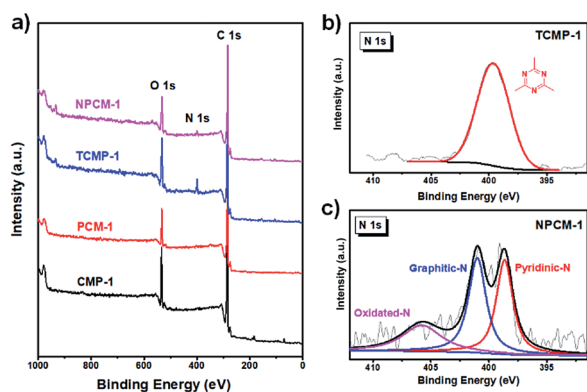 a)
C 1s
O 1s
N 1s
NPCM-1
TCMP-1
PCM-1
CMP-1
Intensity (a.u.)
1000 800 600 400 200 0
Binding Energy (eV)
b)
N 1s
TCMP-1
N
N
N
Intensity (a.u.)
410 405 400 395
Binding Energy (eV)
c)
N 1s
NPCM-1
Graphitic-N
Pyridinic-N
Oxidated-N
Intensity (a.u.)
410 405 400 395
Binding Energy (eV)